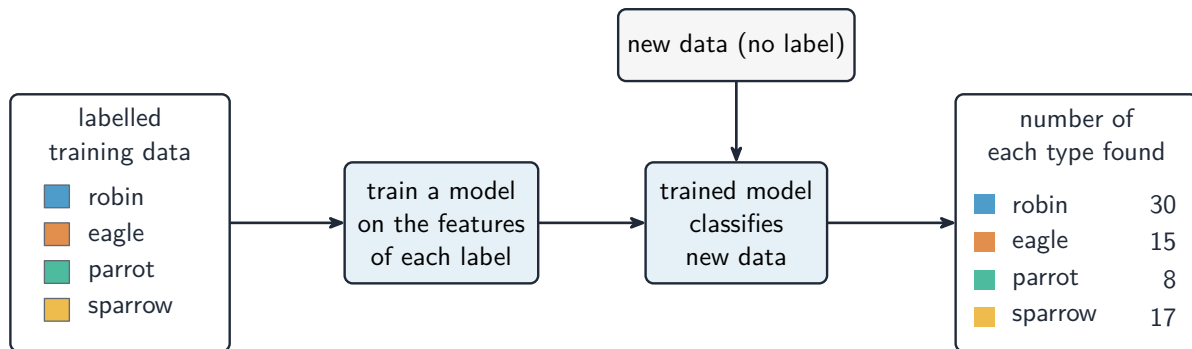 new data (no label)
labelled
training data
robin
eagle
parrot
sparrow
train a model
on the features
of each label
trained model
classifies
new data
number of
each type found
robin 30
eagle 15
parrot 8
sparrow 17